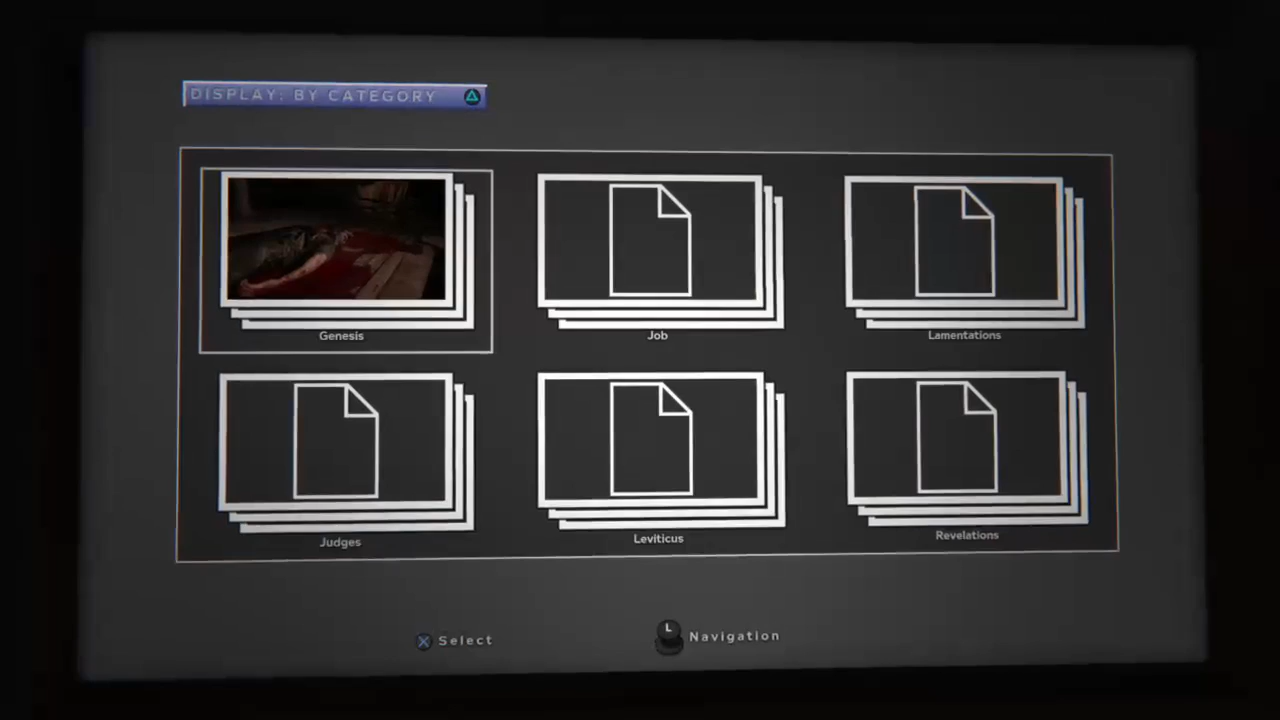 DISPLAY: BY CATEGORY
Genesis
Job
Lamentations
Judges
Leviticus
Revelations
Select
L
Navigation